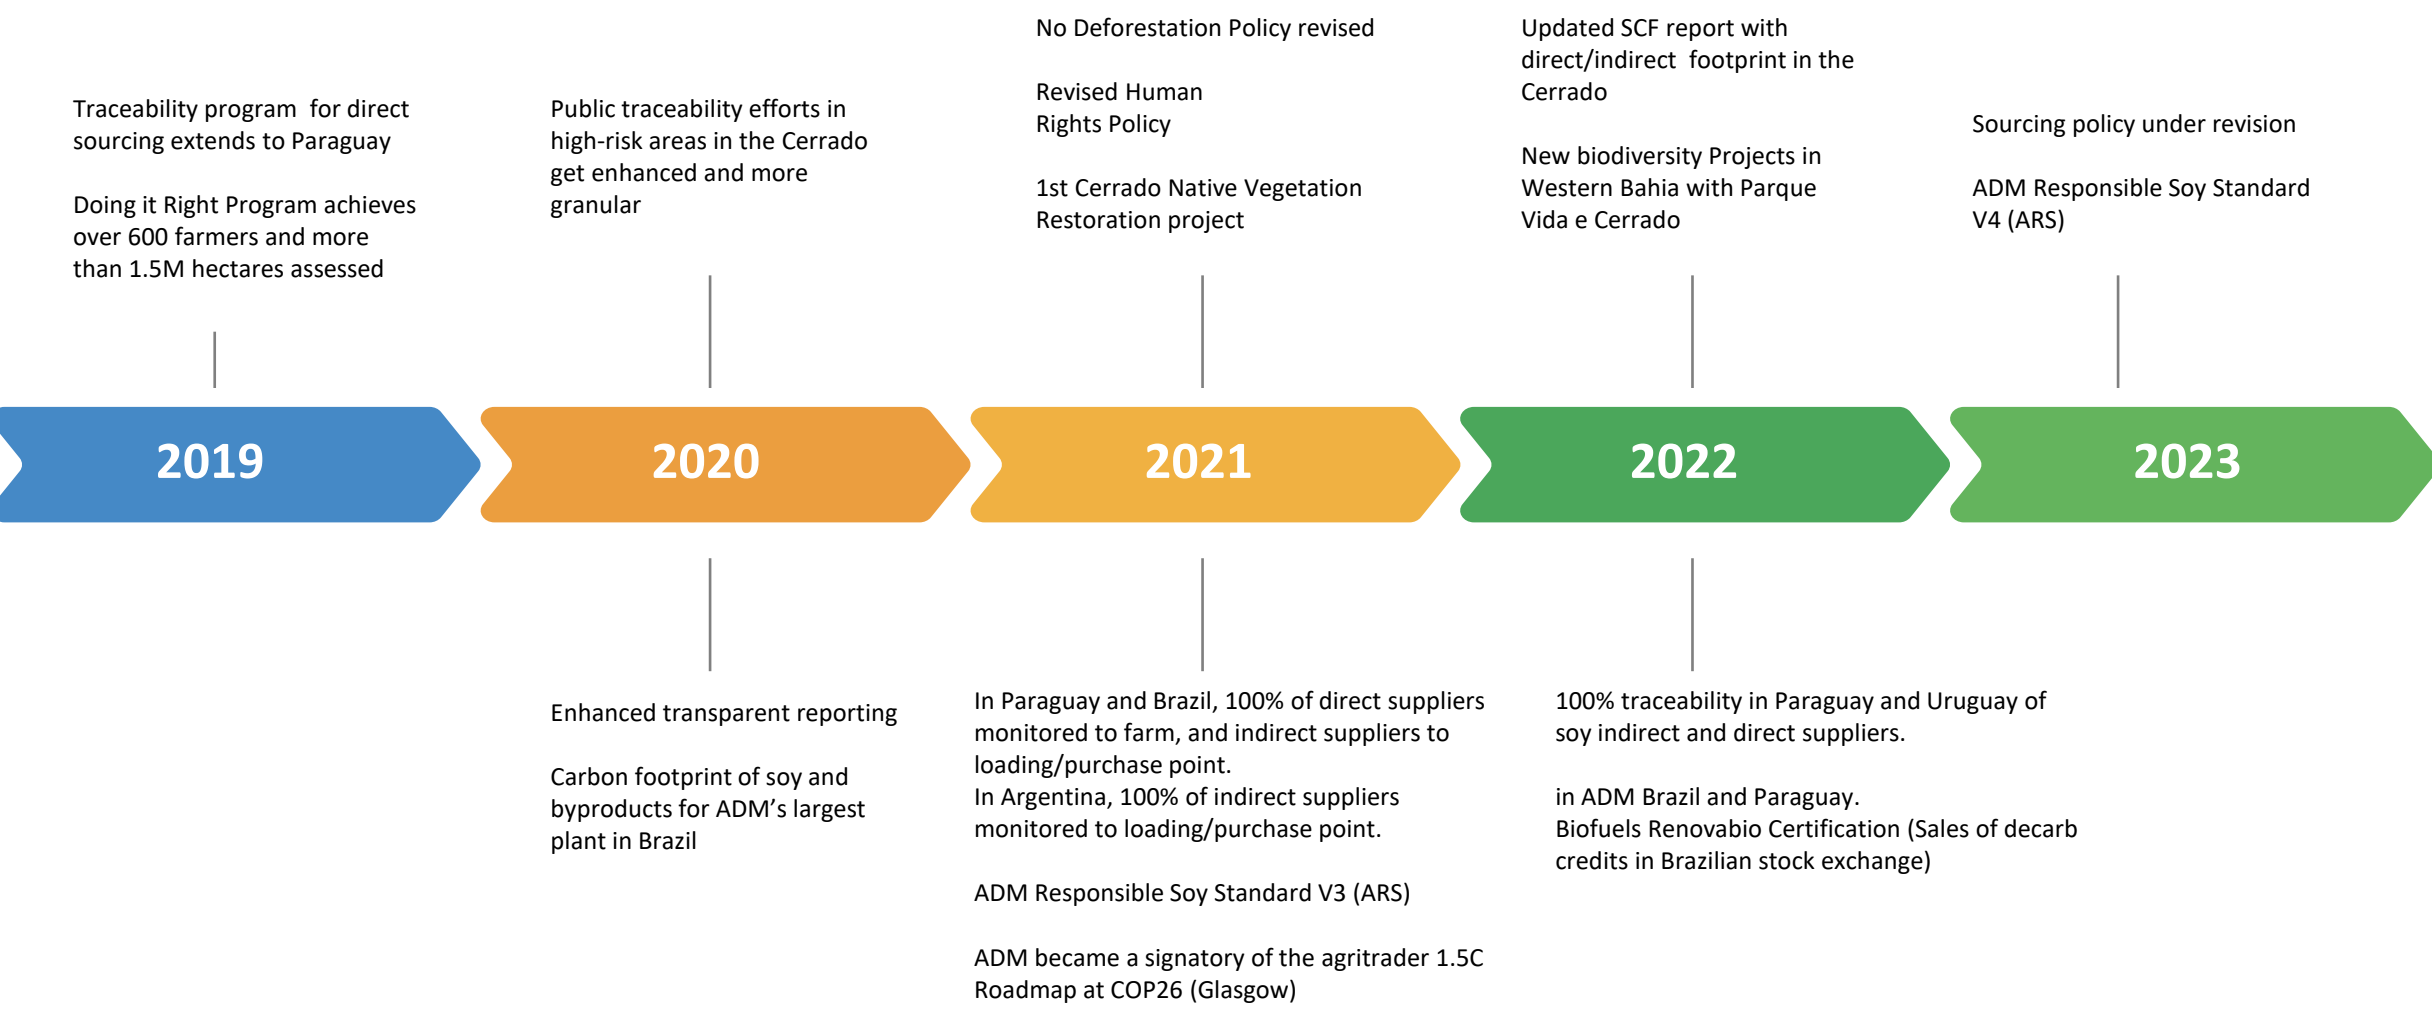 Traceability program  for direct
sourcing extends to Paraguay
Doing it Right Program achieves
over 600 farmers and more
than 1.5M hectares assessed
Public traceability efforts in
high-risk areas in the Cerrado
get enhanced and more
granular
No Deforestation Policy revised
Revised Human
Rights Policy
1st Cerrado Native Vegetation
Restoration project
Updated SCF report with
direct/indirect  footprint in the
Cerrado
New biodiversity Projects in
Western Bahia with Parque
Vida e Cerrado
Sourcing policy under revision
ADM Responsible Soy Standard
V4 (ARS)
2019
2020
2021
2022
2023
Enhanced transparent reporting
Carbon footprint of soy and
byproducts for ADM’s largest
plant in Brazil
In Paraguay and Brazil, 100% of direct suppliers
monitored to farm, and indirect suppliers to
loading/purchase point.
In Argentina, 100% of indirect suppliers
monitored to loading/purchase point.
ADM Responsible Soy Standard V3 (ARS)
ADM became a signatory of the agritrader 1.5C
Roadmap at COP26 (Glasgow)
100% traceability in Paraguay and Uruguay of
soy indirect and direct suppliers.
in ADM Brazil and Paraguay.
Biofuels Renovabio Certification (Sales of decarb
credits in Brazilian stock exchange)